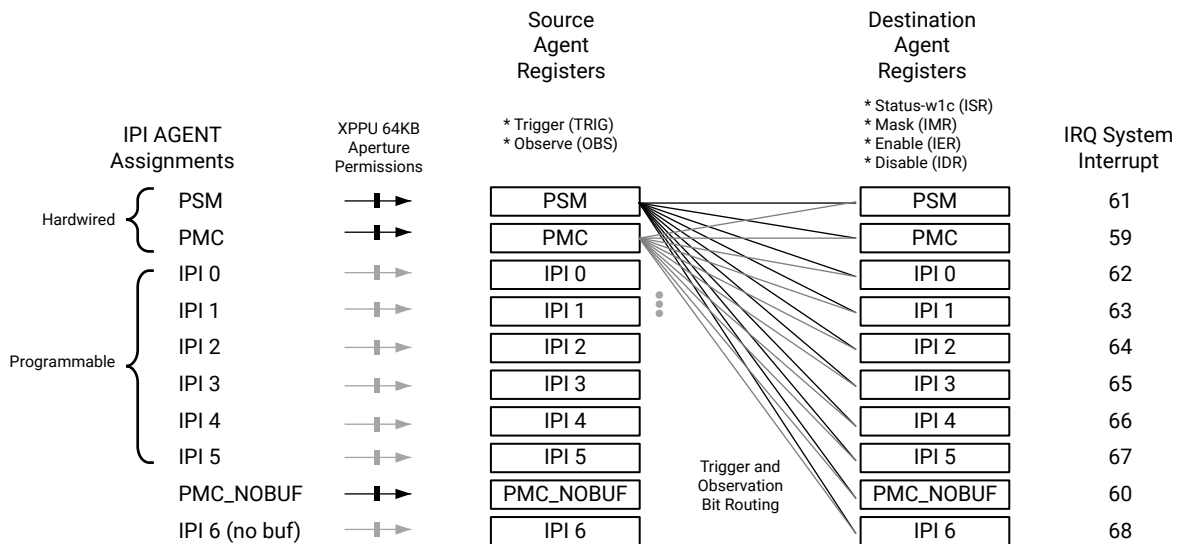 Source
Agent
Registers
Destination
Agent
Registers
* Trigger (TRIG)
* Observe (OBS)
* Status-w1c (ISR)
* Mask (IMR)
* Enable (IER)
* Disable (IDR)
IPI AGENT
Assignments
XPPU 64KB
Aperture
Permissions
IRQ System
Interrupt
Hardwired
Programmable
PSM PSM PSM 61
PMC PMC PMC 59
IPI 0 IPI 0 IPI 0 62
IPI 1 IPI 1 IPI 1 63
IPI 2 IPI 2 IPI 2 64
IPI 3 IPI 3 IPI 3 65
IPI 4 IPI 4 IPI 4 66
IPI 5 IPI 5 IPI 5 67
PMC_NOBUF PMC_NOBUF PMC_NOBUF 60
IPI 6 (no buf) IPI 6 IPI 6 68
Trigger and
Observation
Bit Routing